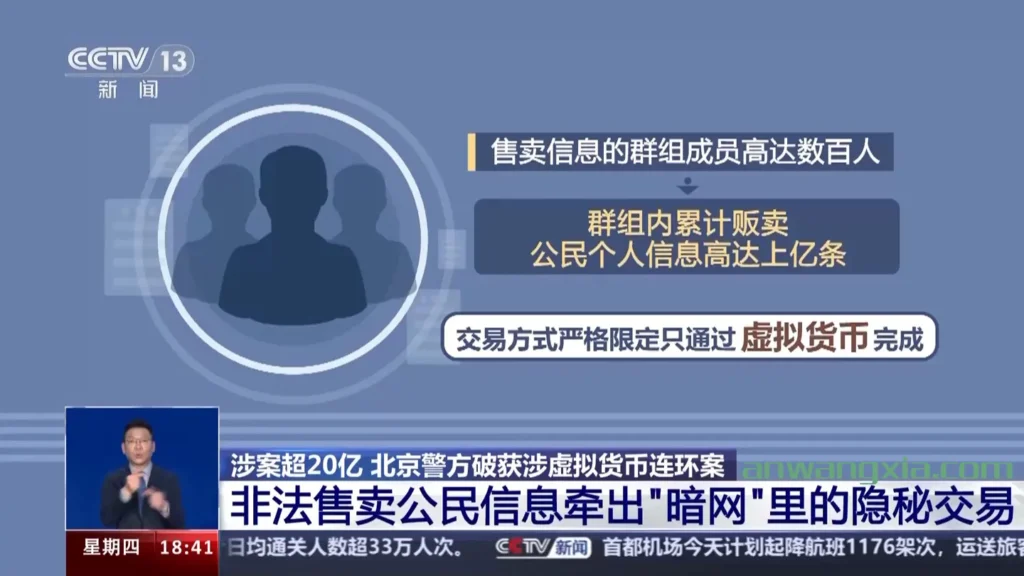 CCTV 13
新闻
售卖信息的群组成员高达数百人
群组内累计贩卖
公民个人信息高达上亿条
交易方式严格限定只通过虚拟货币完成
涉案超20亿 北京警方破获涉虚拟货币连环案
anwangxia.com
非法售卖公民信息牵出"暗网"里的隐秘交易
星期四 18:41 日均通关人数超33万人次。 CCTV新闻 首都机场今天计划起降航班1176架次，运送旅客